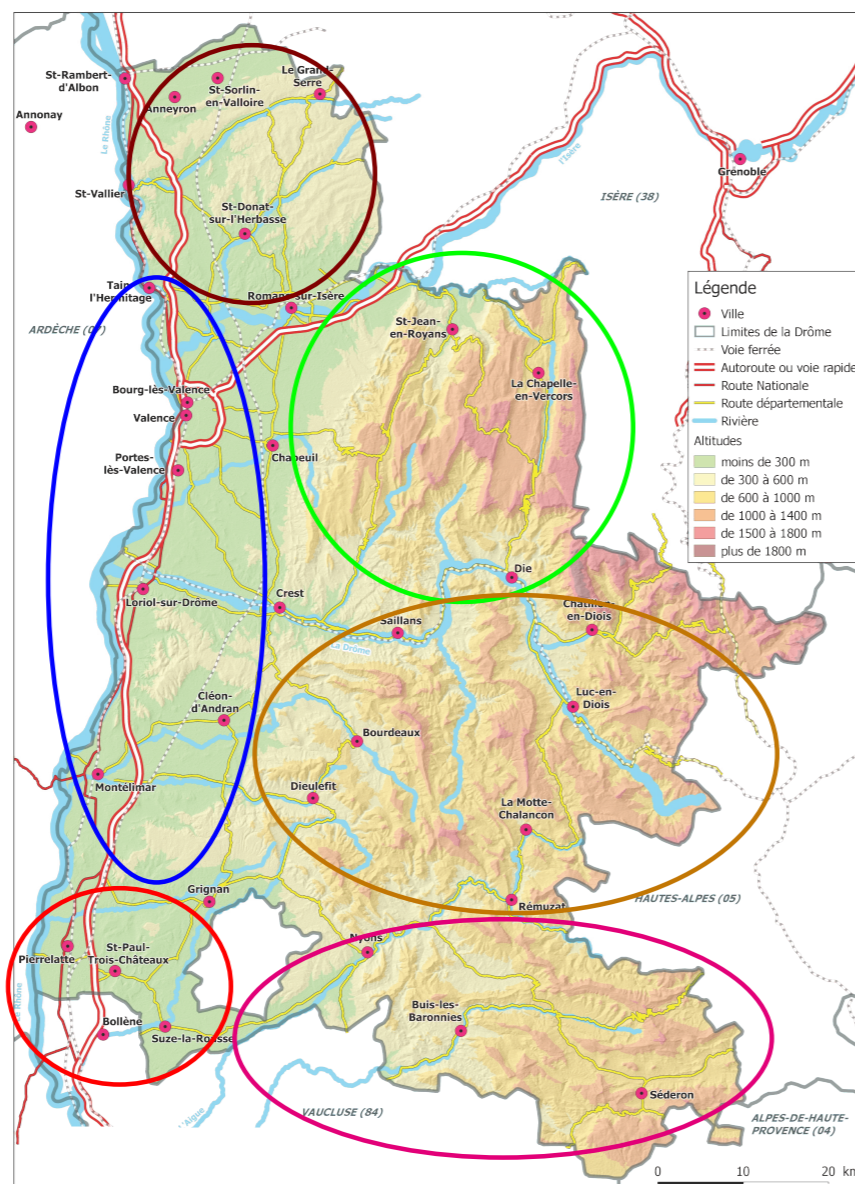 St-Rambert-
d'Albon
Annonay
Anneyron
St-Sorlin-
en-Valloire
Le Grand-
Serre
Le Rhône
St-Vallier
St-Donat-
sur-l'Herbasse
l'Isère
Grenoble
ISÈRE (38)
Tain-
l'Hermitage
Romans-sur-Isère
ARDÈCHE (07)
St-Jean-
en-Royans
La Chapelle-
en-Vercors
Bourg-lès-Valence
Valence
Portes-
lès-Valence
Chabeuil
Légende
Ville
Limites de la Drôme
Voie ferrée
Autoroute ou voie rapide
Route Nationale
Route départementale
Rivière
Altitudes
moins de 300 m
de 300 à 600 m
de 600 à 1000 m
de 1000 à 1400 m
de 1500 à 1800 m
plus de 1800 m
Loriol-sur-Drôme
Crest
Saillans
La Drôme
Die
Châtillon-
en-Diois
Luc-en-
Diois
Cléon-
d'Andran
Bourdeaux
Montélimar
Dieulefit
La Motte-
Chalancon
Grignan
Rémuzat
HAUTES-ALPES (05)
Pierrelatte
St-Paul-
Trois-Châteaux
Nyons
Le Rhône
Bollène
Suze-la-Rousse
Buis-les-
Baronnies
Séderon
L'Aigue
VAUCLUSE (84)
ALPES-DE-HAUTE-
PROVENCE (04)
0 10 20 km